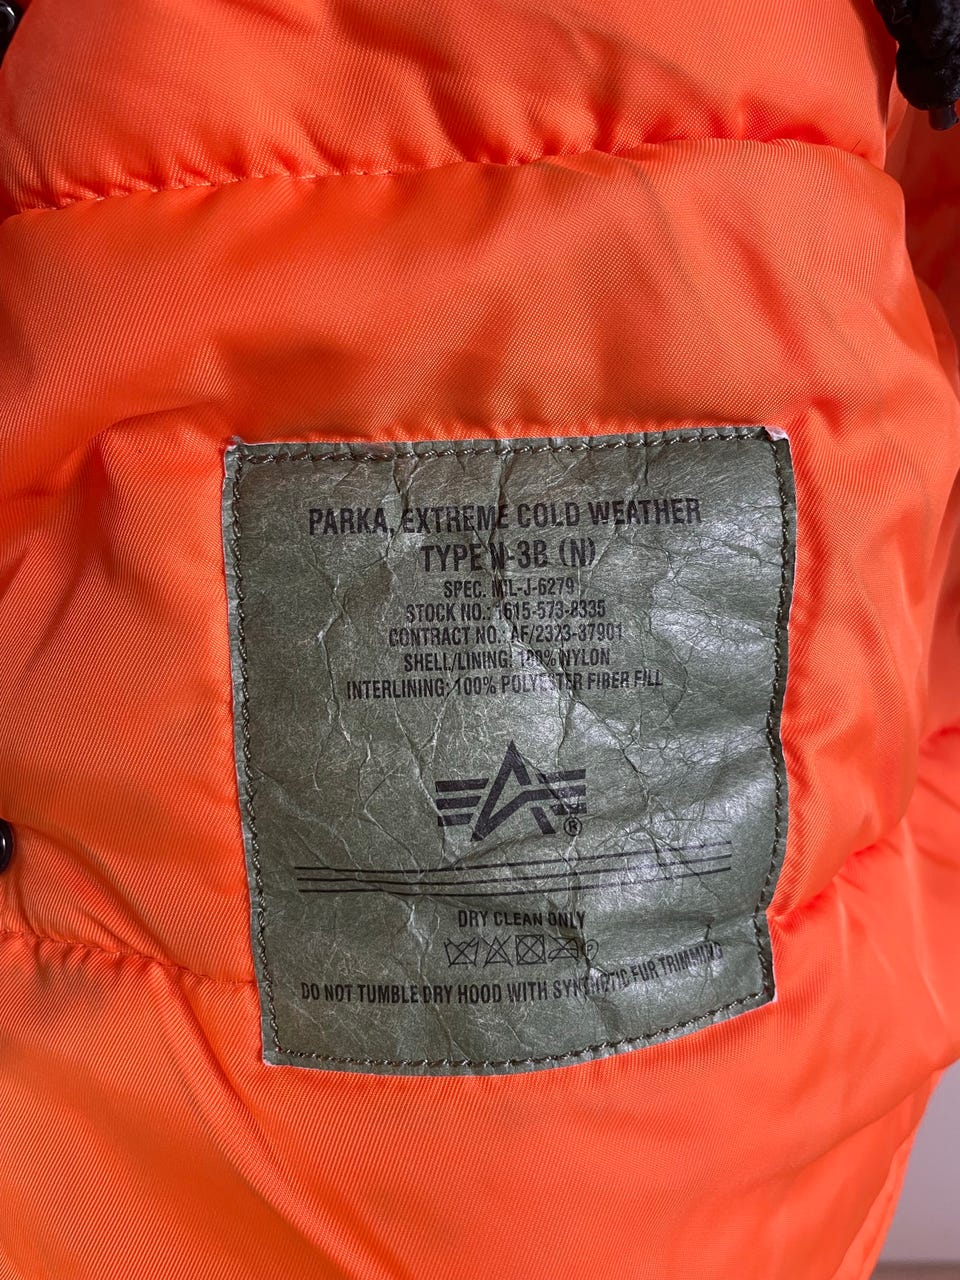 PARKA, EXTREME COLD WEATHER
TYPE N-3B (N)
SPEC. MIL-J-6279
STOCK NO.: 1615-573-8335
CONTRACT NO.: AF/2323-37901
SHELL/LINING: 100% NYLON
INTERLINING: 100% POLYESTER FIBER FILL
®
DRY CLEAN ONLY
P
DO NOT TUMBLE DRY HOOD WITH SYNTHETIC FUR TRIMMING